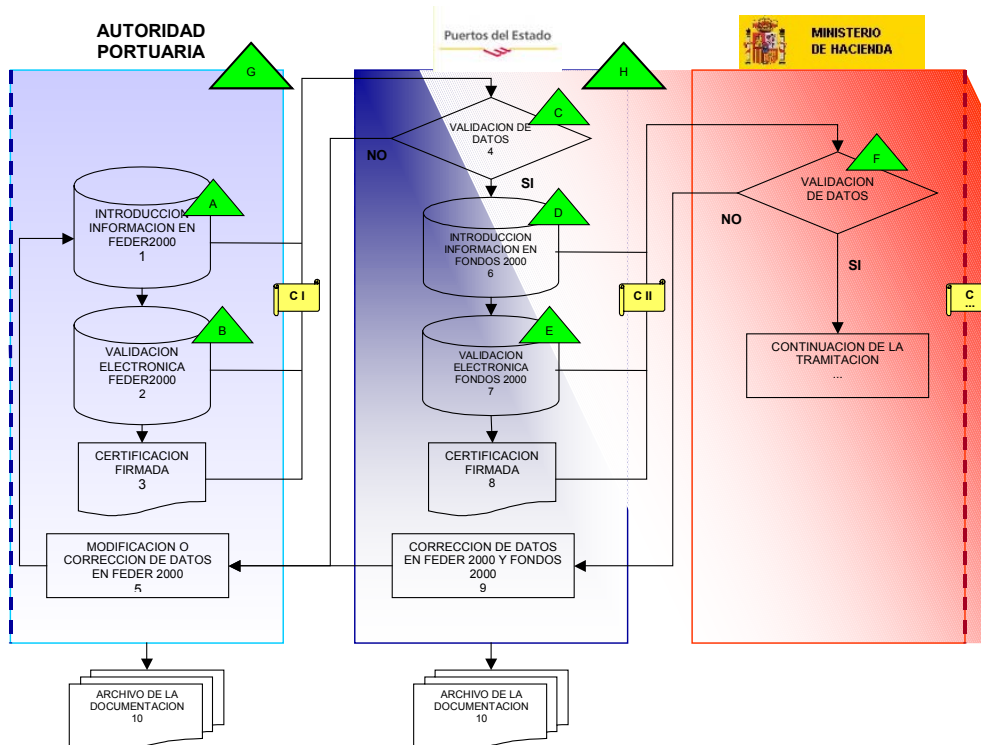 AUTORIDAD
PORTUARIA
G
INTRODUCCION
INFORMACION EN
FEDER2000
1
A
VALIDACION
ELECTRONICA
FEDER2000
2
B
CERTIFICACION
FIRMADA
3
MODIFICACION O
CORRECCION DE DATOS
EN FEDER 2000
5
C I
ARCHIVO DE LA
DOCUMENTACION
10
Puertos del Estado
H
VALIDACION DE
DATOS
4
C
NO
SI
INTRODUCCION
INFORMACION EN
FONDOS 2000
6
D
VALIDACION
ELECTRONICA
FONDOS 2000
7
E
CERTIFICACION
FIRMADA
8
CORRECCION DE DATOS
EN FEDER 2000 Y FONDOS
2000
9
C II
ARCHIVO DE LA
DOCUMENTACION
10
MINISTERIO
DE HACIENDA
VALIDACION
DE DATOS
F
NO
SI
CONTINUACION DE LA
TRAMITACION
...
C
...